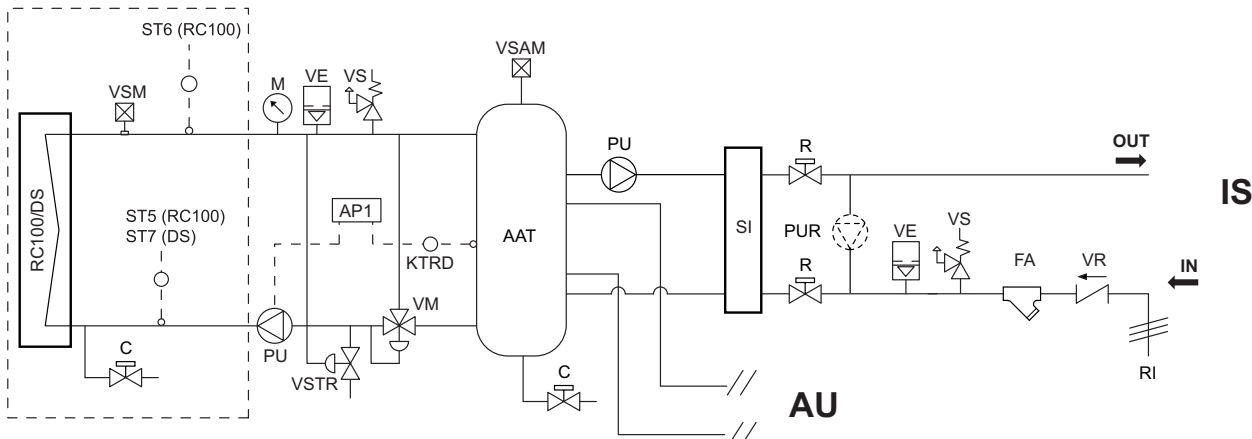 ST6 (RC100)
VSM
M
VE
VS
VSAM
PU
R
OUT
IS
RC100/DS
ST5 (RC100)
ST7 (DS)
AP1
KTRD
AAT
SI
PUR
VE
VS
FA
VR
IN
R
VM
PU
VSTR
C
C
AU
RI